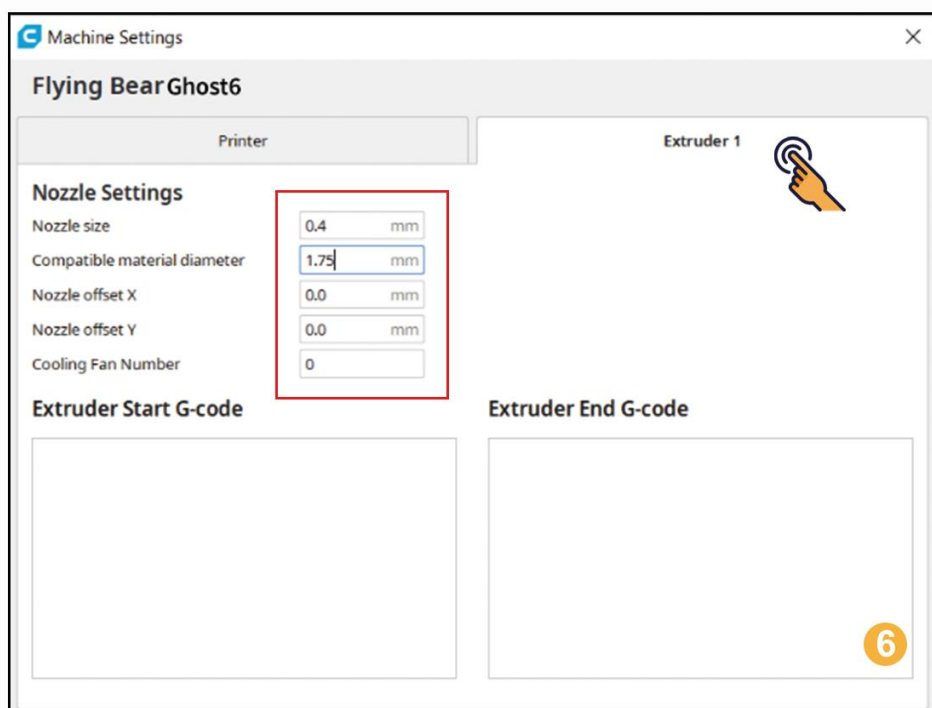 Machine Settings
Flying Bear Ghost6
Printer
Extruder 1
Nozzle Settings
Nozzle size 0.4 mm
Compatible material diameter 1.75 mm
Nozzle offset X 0.0 mm
Nozzle offset Y 0.0 mm
Cooling Fan Number 0
Extruder Start G-code
Extruder End G-code
6